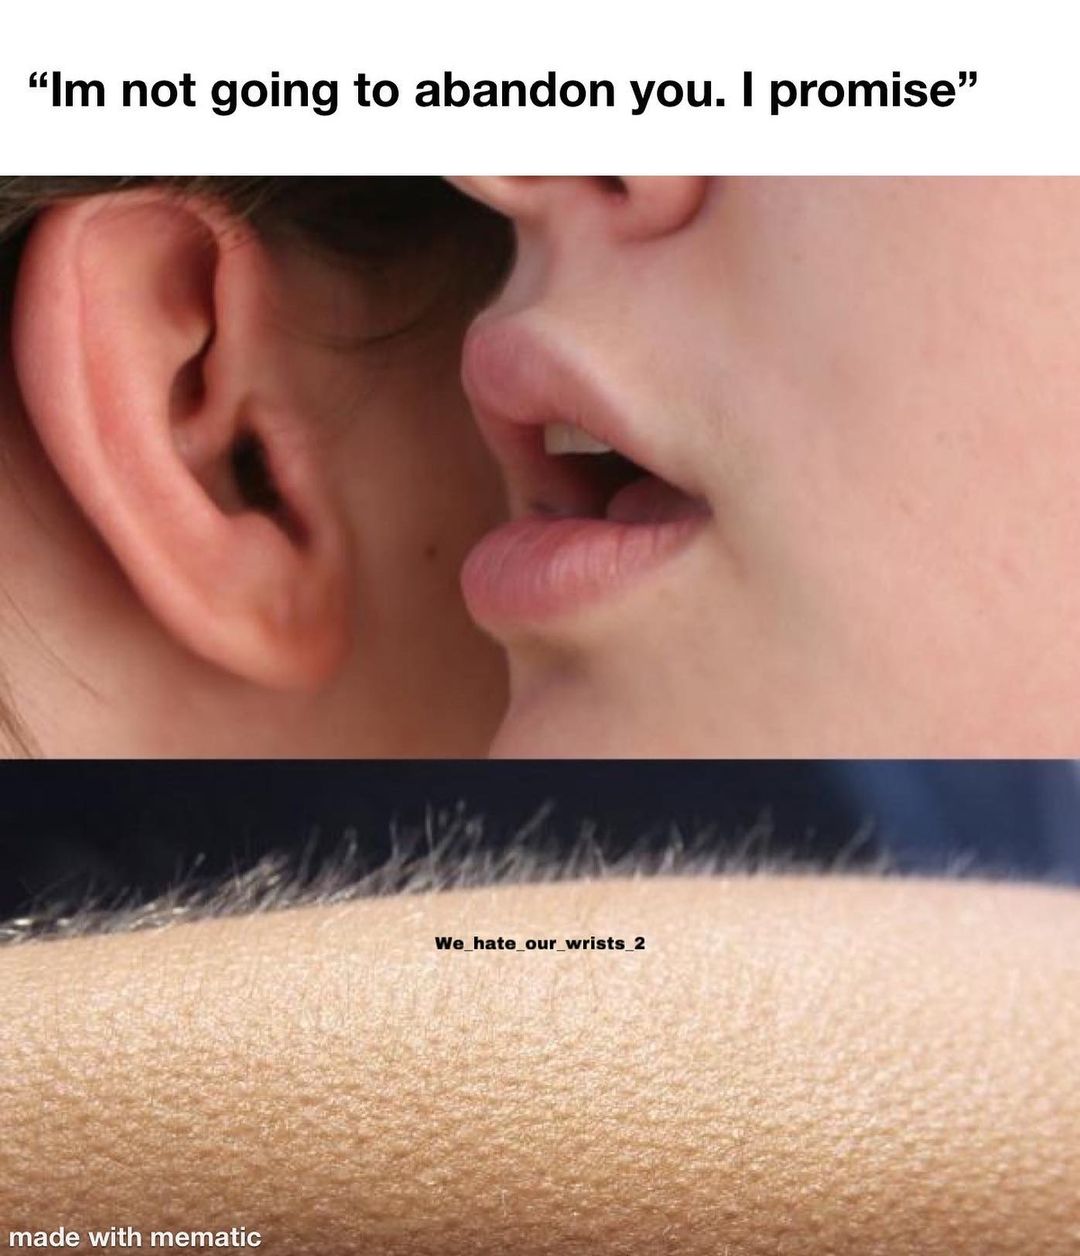 “Im not going to abandon you. I promise”
We_hate_our_wrists_2
made with mematic